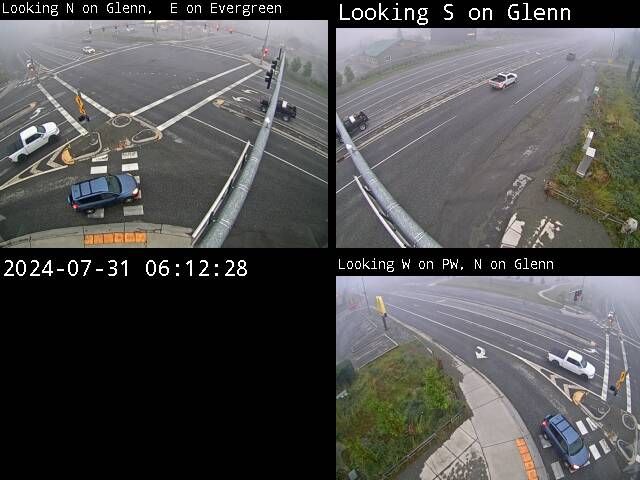 Looking N on Glenn,  E on Evergreen
Looking S on Glenn
2024-07-31 06:12:28
Looking W on PW, N on Glenn